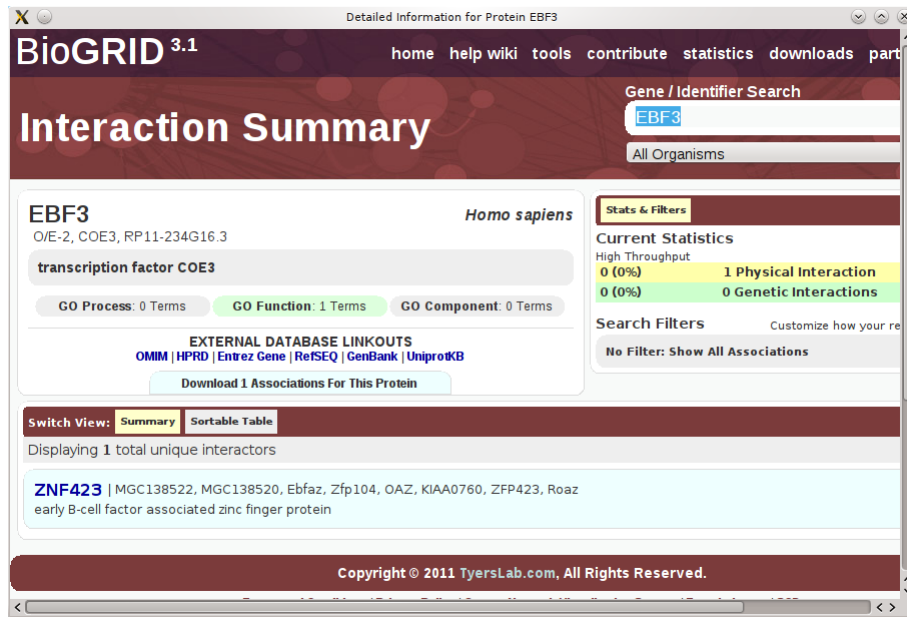 Detailed Information for Protein EBF3
BioGRID 3.1
home help wiki tools contribute statistics downloads part
Interaction Summary
Gene / Identifier Search
EBF3
All Organisms
EBF3 Homo sapiens
O/E-2, COE3, RP11-234G16.3
transcription factor COE3
GO Process: 0 Terms GO Function: 1 Terms GO Component: 0 Terms
EXTERNAL DATABASE LINKOUTS
OMIM | HPRD | Entrez Gene | RefSEQ | GenBank | UniprotKB
Download 1 Associations For This Protein
Stats & Filters
Current Statistics
High Throughput
0 (0%) 1 Physical Interaction
0 (0%) 0 Genetic Interactions
Search Filters Customize how your re
No Filter: Show All Associations
Switch View: Summary Sortable Table
Displaying 1 total unique interactors
ZNF423 | MGC138522, MGC138520, Ebfaz, Zfp104, OAZ, KIAA0760, ZFP423, Roaz
early B-cell factor associated zinc finger protein
Copyright © 2011 TyersLab.com, All Rights Reserved.